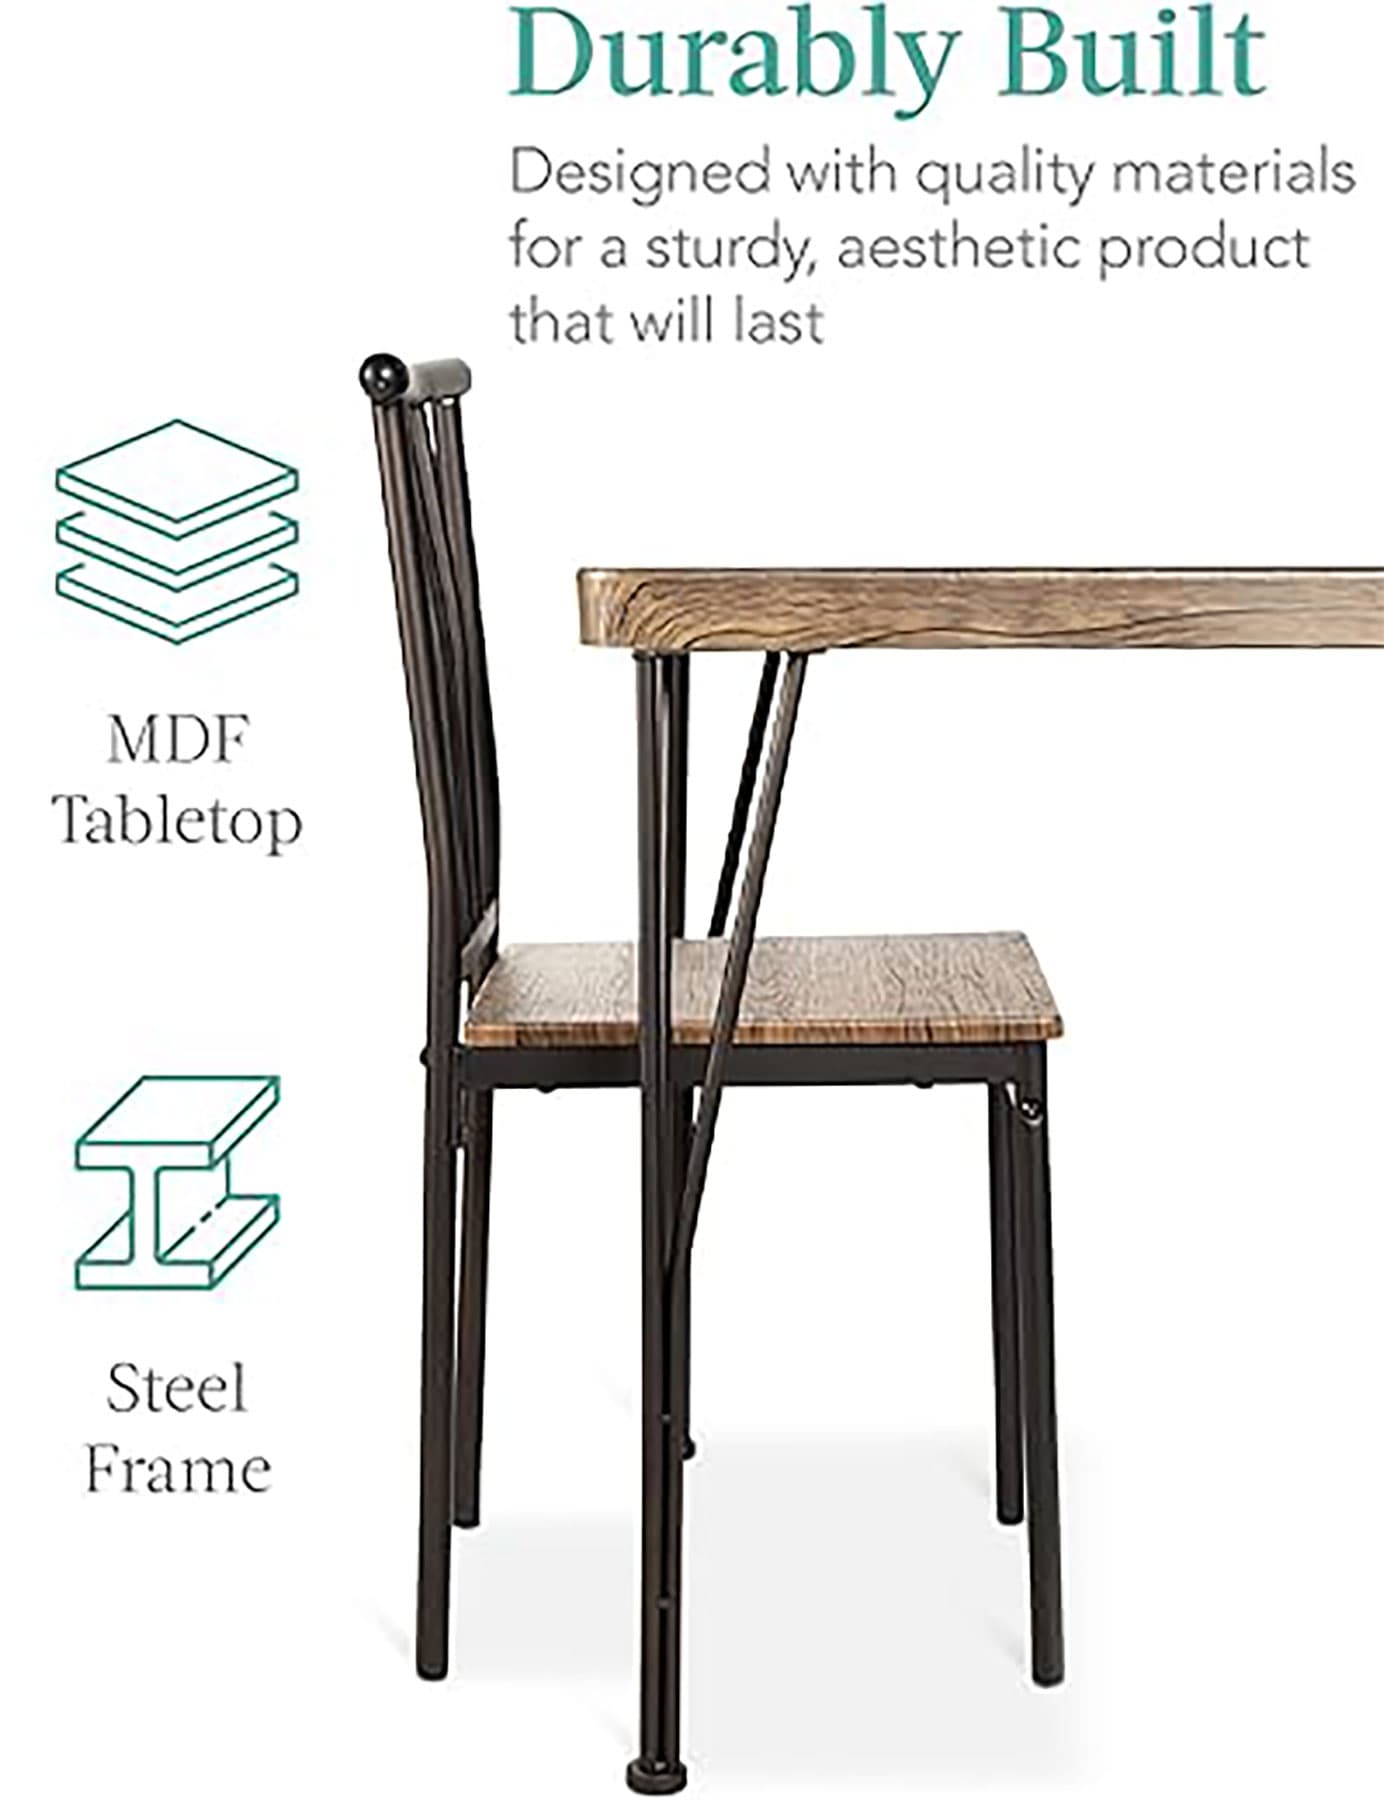 Durably Built
Designed with quality materials
for a sturdy, aesthetic product
that will last
MDF
Tabletop
Steel
Frame